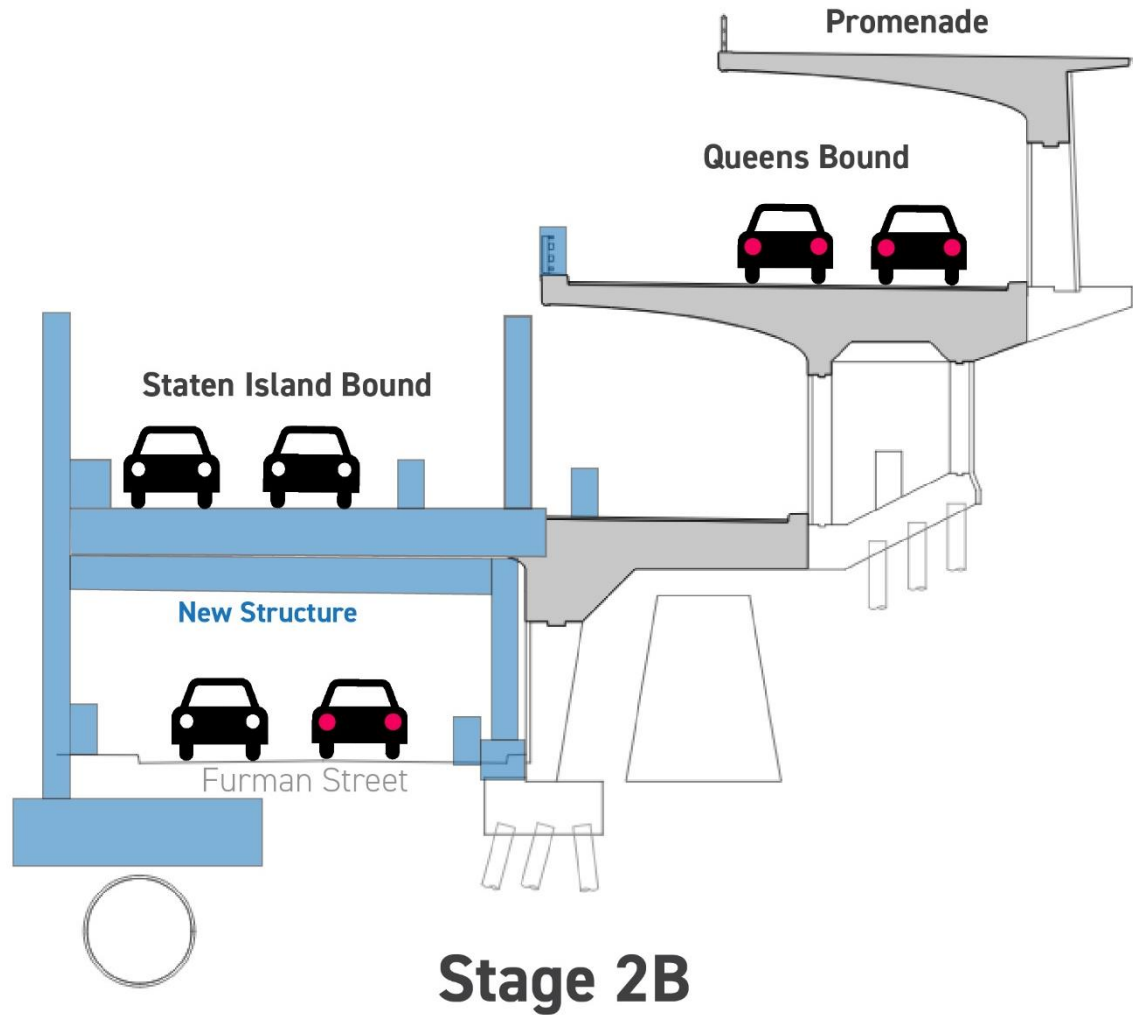 Promenade
Queens Bound
Staten Island Bound
New Structure
Furman Street
Stage 2B